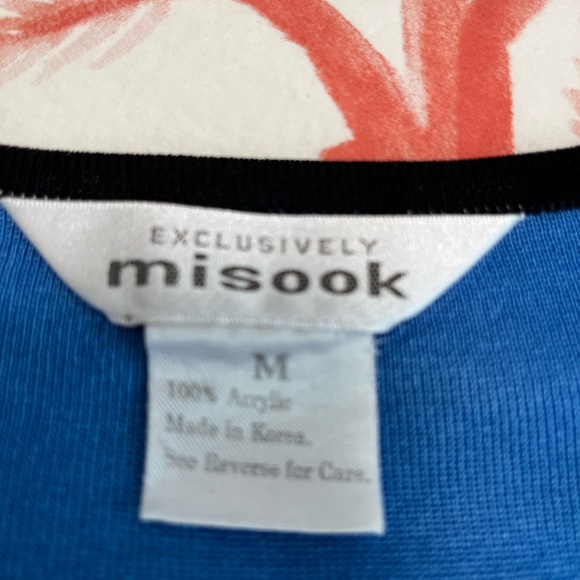 EXCLUSIVELY
misook
M
100% Acrylic
Made in Korea.
See Reverse for Care.